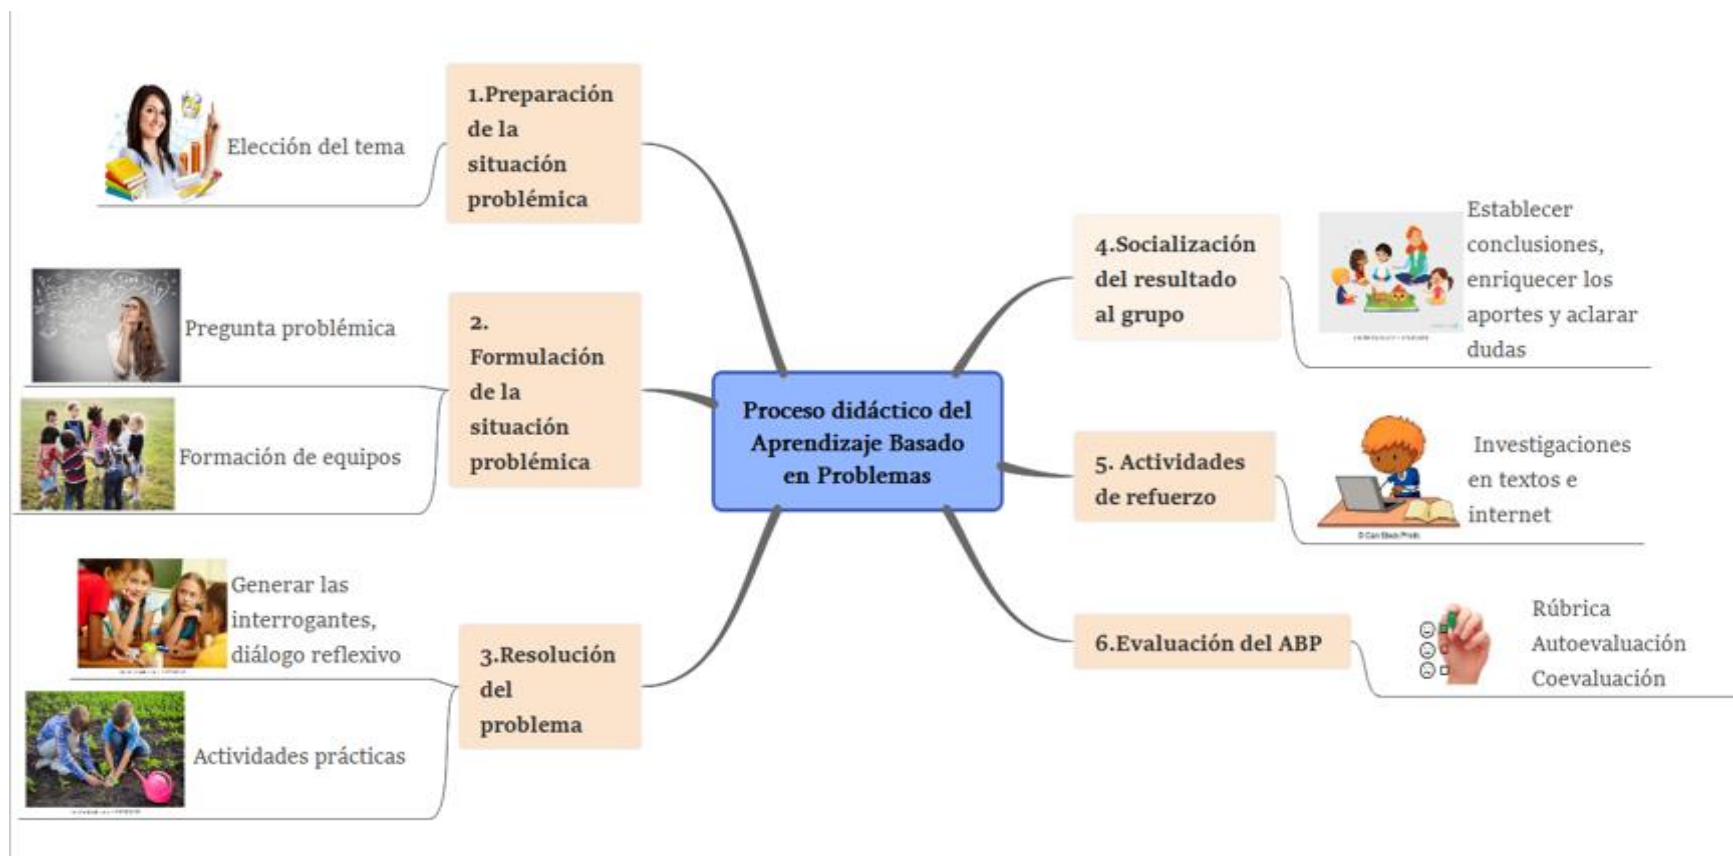 1.Preparación
de la
situación
problémica
Elección del tema
2.
Formulación
de la
situación
problémica
Pregunta problémica
Formación de equipos
3.Resolución
del
problema
Generar las
interrogantes,
diálogo reflexivo
Actividades prácticas
Proceso didáctico del
Aprendizaje Basado
en Problemas
4.Socialización
del resultado
al grupo
Establecer
conclusiones,
enriquecer los
aportes y aclarar
dudas
5. Actividades
de refuerzo
Investigaciones
en textos e
internet
© Can Stock Photo
6.Evaluación del ABP
Rúbrica
Autoevaluación
Coevaluación